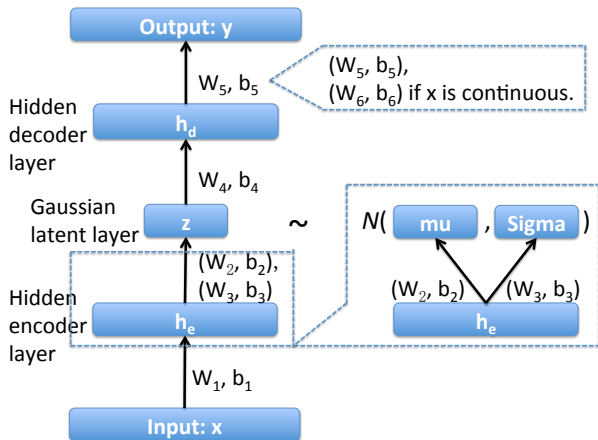 Output: y
(W₅, b₅),
W₅, b₅
(W₆, b₆) if x is continuous.
Hidden
decoder
layer
h_d
W₄, b₄
Gaussian
latent layer
z
~
N( mu , Sigma )
(W₂, b₂),
(W₃, b₃)
(W₂, b₂)
(W₃, b₃)
Hidden
encoder
layer
hₑ
hₑ
W₁, b₁
Input: x